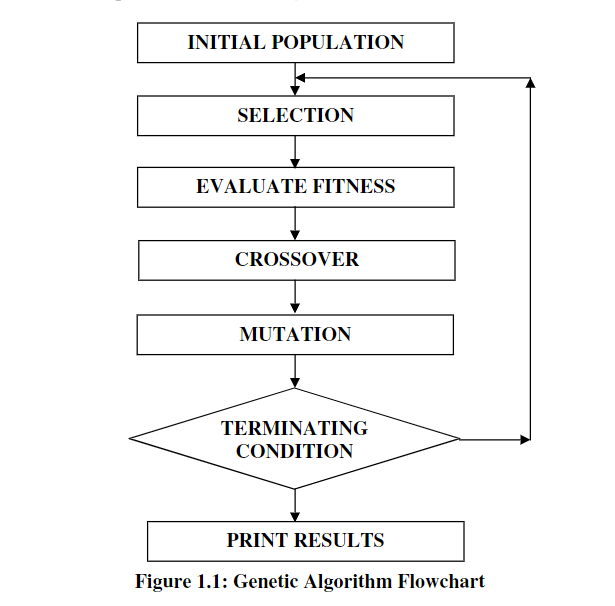 INITIAL POPULATION
SELECTION
EVALUATE FITNESS
CROSSOVER
MUTATION
TERMINATING
CONDITION
PRINT RESULTS
Figure 1.1: Genetic Algorithm Flowchart